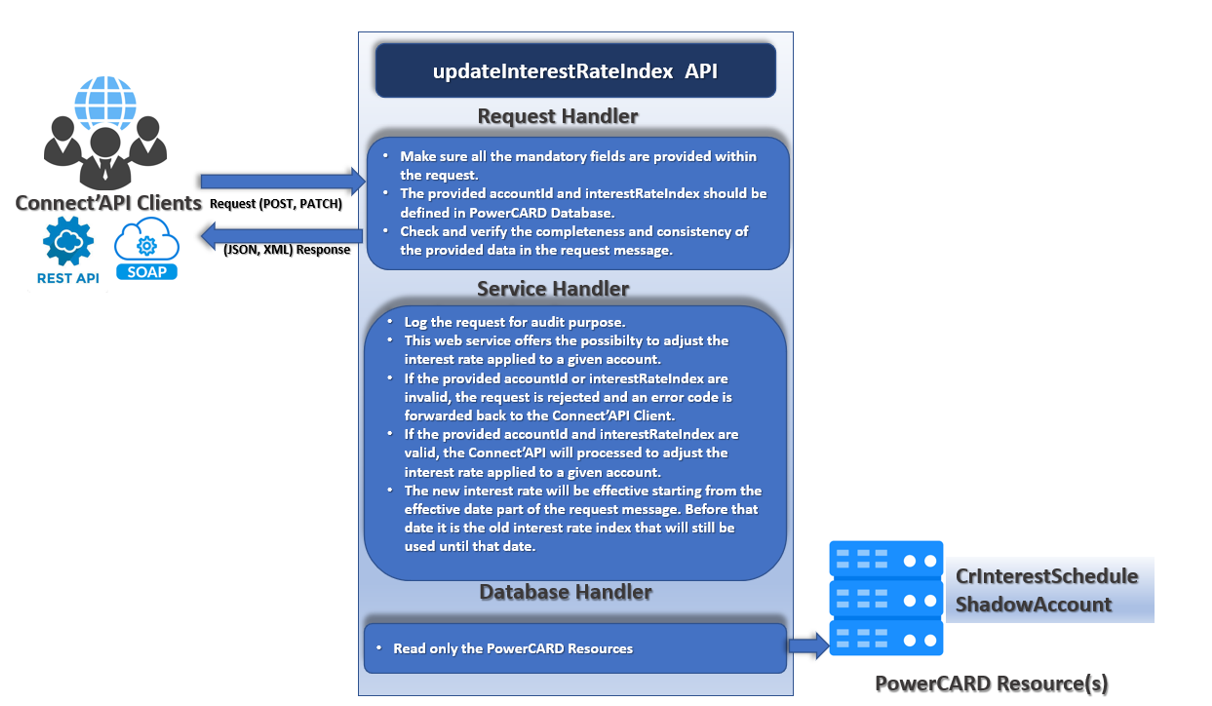 updateInterestRateIndex API
Request Handler
• Make sure all the mandatory fields are provided within
the request.
• The provided accountId and interestRateIndex should be
defined in PowerCARD Database.
• Check and verify the completeness and consistency of
the provided data in the request message.
Connect'API Clients
Request (POST, PATCH)
(JSON, XML) Response
REST API
SOAP
Service Handler
• Log the request for audit purpose.
• This web service offers the possibilty to adjust the
interest rate applied to a given account.
• If the provided accountId or interestRateIndex are
invalid, the request is rejected and an error code is
forwarded back to the Connect'API Client.
• If the provided accountId and interestRateIndex are
valid, the Connect'API will processed to adjust the
interest rate applied to a given account.
• The new interest rate will be effective starting from the
effective date part of the request message. Before that
date it is the old interest rate index that will still be
used until that date.
Database Handler
• Read only the PowerCARD Resources
CrInterestSchedule
ShadowAccount
PowerCARD Resource(s)